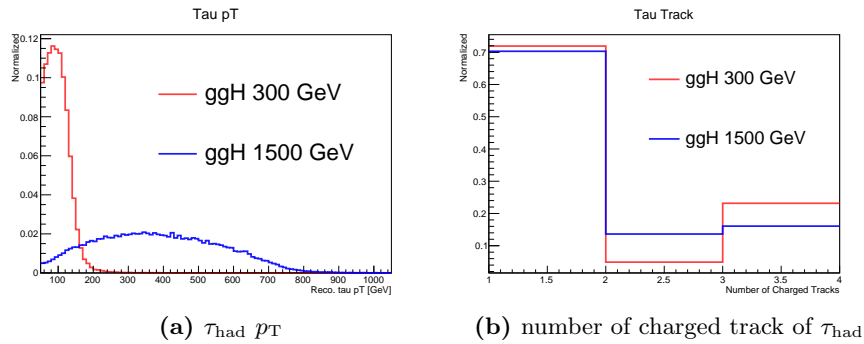 Tau pT
Normalized
0.12
0.1
0.08
0.06
0.04
0.02
0
ggH 300 GeV
ggH 1500 GeV
100 200 300 400 500 600 700 800 900 1000
Reco. tau pT [GeV]
(a) τhad pT
Tau Track
Normalized
0.7
0.6
0.5
0.4
0.3
0.2
0.1
ggH 300 GeV
ggH 1500 GeV
1 1.5 2 2.5 3 3.5 4
Number of Charged Tracks
(b) number of charged track of τhad